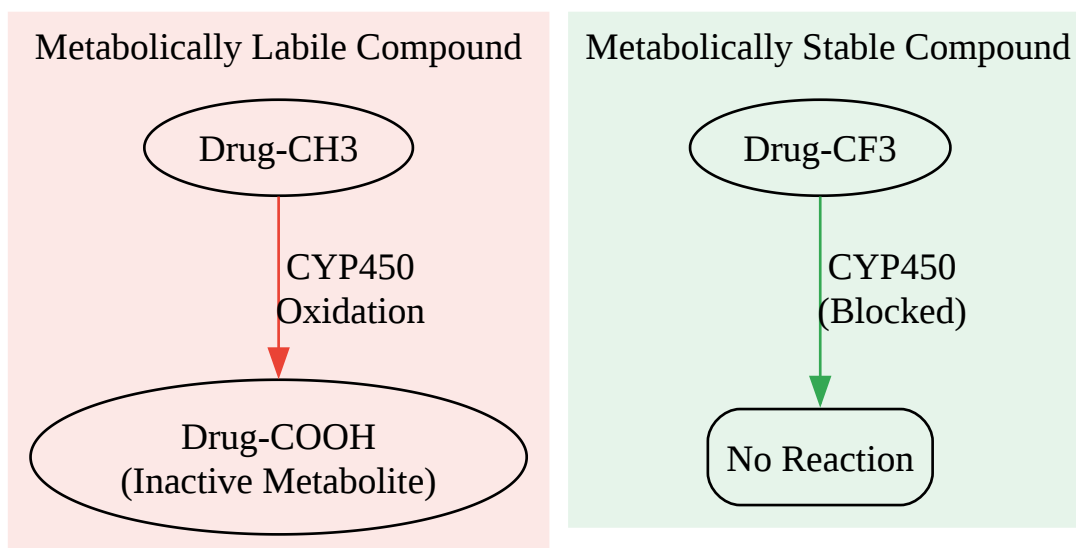 Metabolically Labile Compound
Drug-CH3
CYP450
Oxidation
Drug-COOH
(Inactive Metabolite)
Metabolically Stable Compound
Drug-CF3
CYP450
(Blocked)
No Reaction